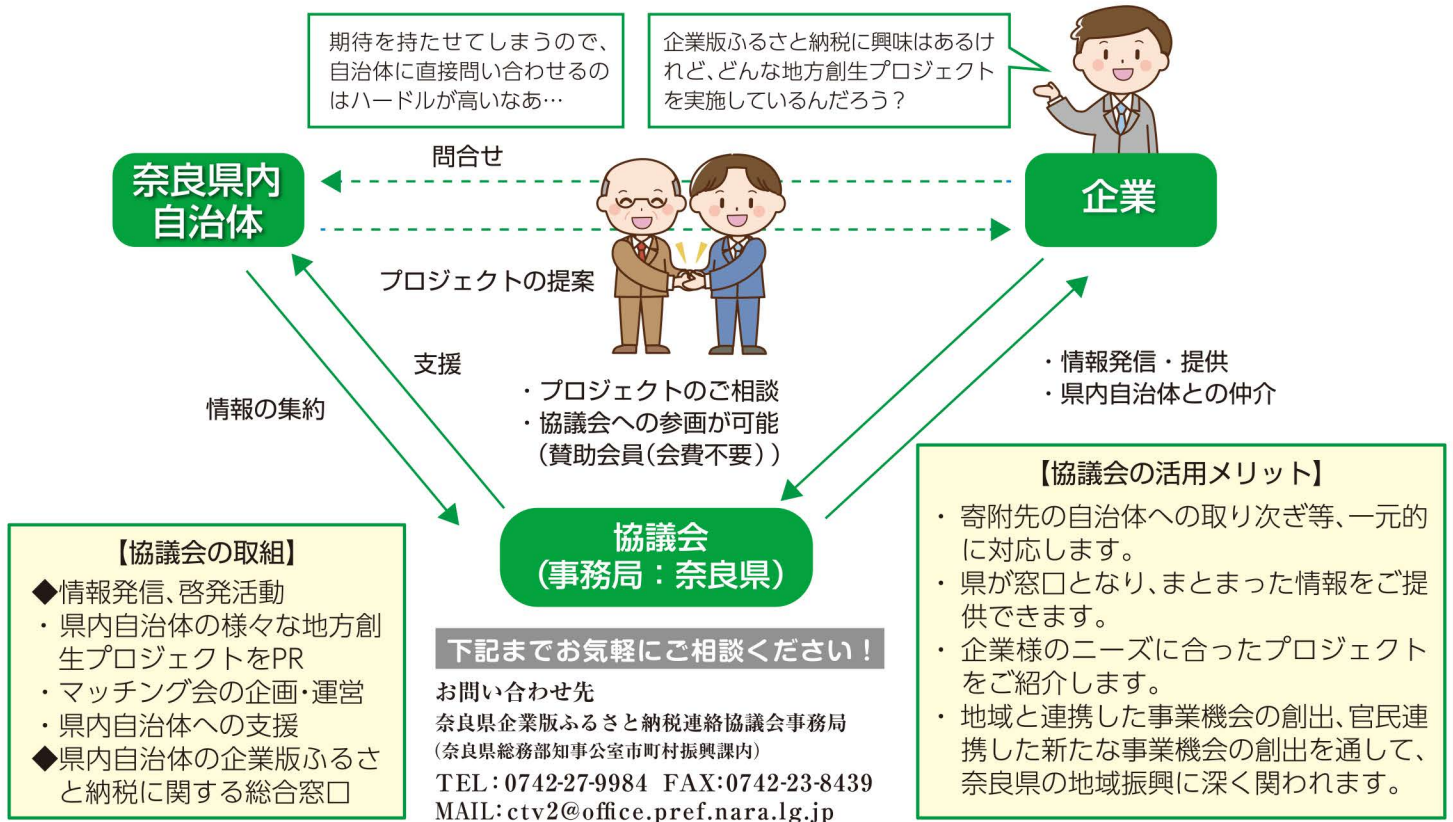 期待を持たせてしまうので、
自治体に直接問い合わせるの
はハードルが高いなあ…
企業版ふるさと納税に興味はあるけ
れど、どんな地方創生プロジェクト
を実施しているんだろう？
問合せ
奈良県内
自治体
企業
プロジェクトの提案
支援
情報の集約
・プロジェクトのご相談
・協議会への参画が可能
（賛助会員（会費不要））
・情報発信・提供
・県内自治体との仲介
協議会
（事務局：奈良県）
【協議会の取組】
◆情報発信、啓発活動
・県内自治体の様々な地方創
生プロジェクトをPR
・マッチング会の企画・運営
・県内自治体への支援
◆県内自治体の企業版ふるさ
と納税に関する総合窓口
下記までお気軽にご相談ください！
お問い合わせ先
奈良県企業版ふるさと納税連絡協議会事務局
（奈良県総務部知事公室市町村振興課内）
TEL：0742-27-9984 FAX：0742-23-8439
MAIL：ctv2@office.pref.nara.lg.jp
【協議会の活用メリット】
・寄附先の自治体への取り次ぎ等、一元的
に対応します。
・県が窓口となり、まとまった情報をご提
供できます。
・企業様のニーズに合ったプロジェクト
をご紹介します。
・地域と連携した事業機会の創出、官民連
携した新たな事業機会の創出を通して、
奈良県の地域振興に深く関われます。